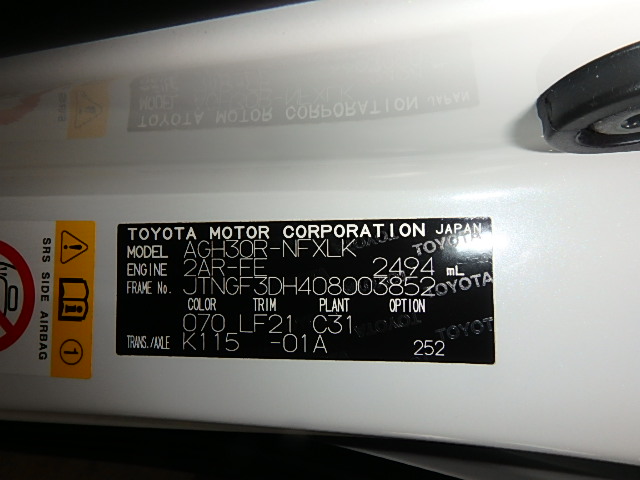 TOYOTA MOTOR CORPORATION JAPAN
MODEL AGH30R-NFXLK
ENGINE 2AR-FE 2494 mL
FRAME No. JTNGF3DH408003852
COLOR TRIM PLANT OPTION
070 LF21 C31
TRANS./AXLE K115 -01A
252
SRS SIDE AIRBAG